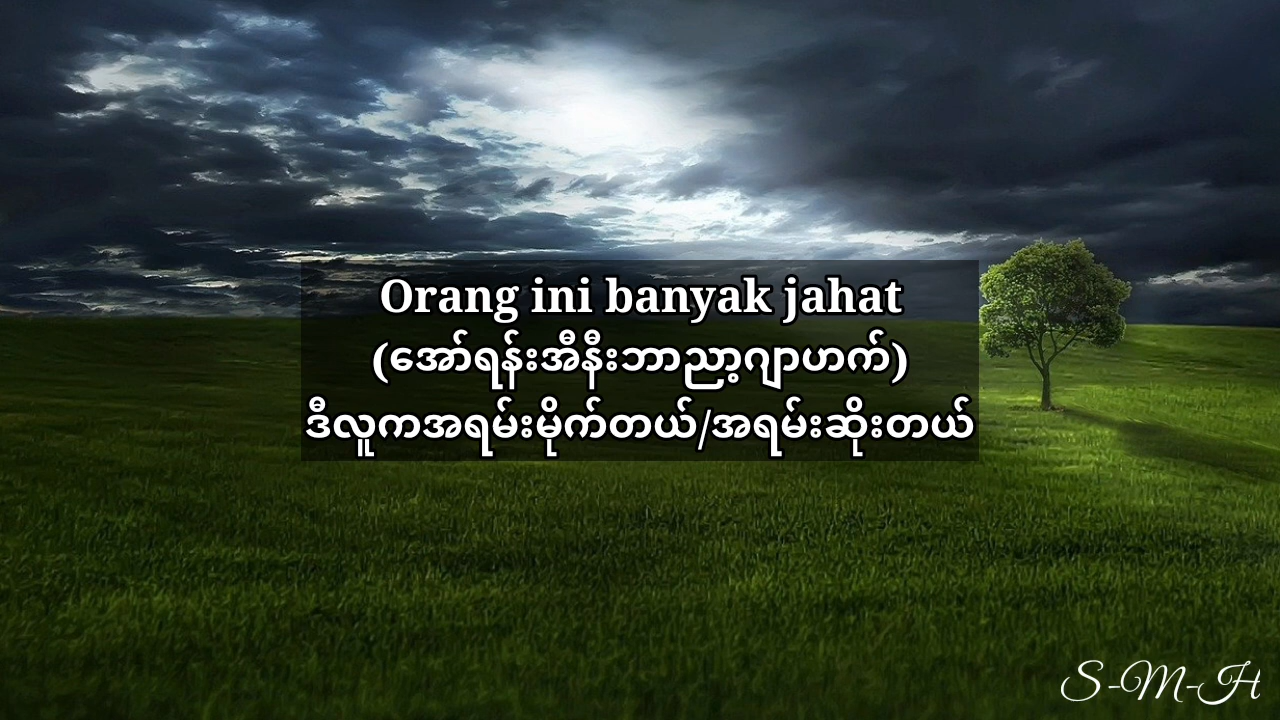 Orang ini banyak jahat
(အော်ရန်းအီနီးဘာညာ့ဂျာဟက်)
ဒီလူကအရမ်းမိုက်တယ်/အရမ်းဆိုးတယ်
S-M-H